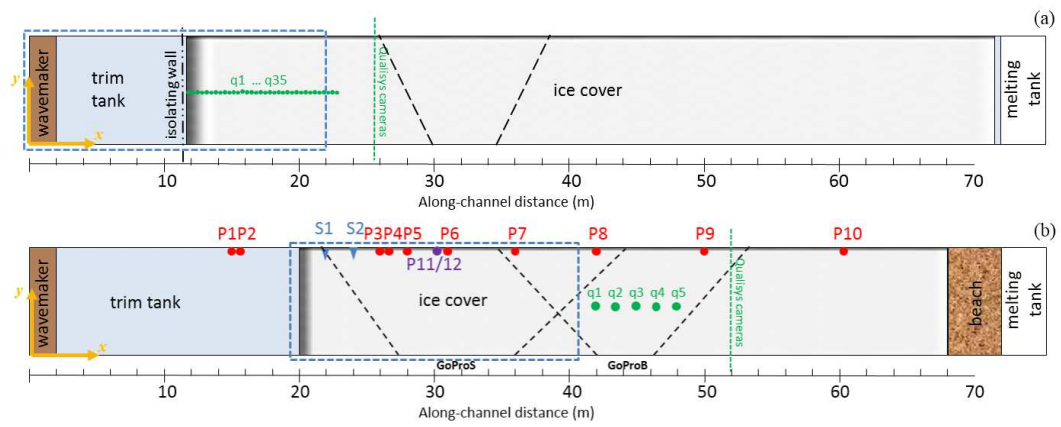 (a)
wavemaker
y
x
trim
tank
isolating wall
q1 ... q35
Qualisys cameras
ice cover
melting
tank
10 20 30 40 50 60 70
Along-channel distance (m)
(b)
P1P2 S1 S2 P3P4P5 P6 P7 P8 P9 P10
P11/12
wavemaker
y
x
trim tank
ice cover
q1 q2 q3 q4 q5
Qualisys cameras
beach
melting
tank
GoProS GoProB
10 20 30 40 50 60 70
Along-channel distance (m)